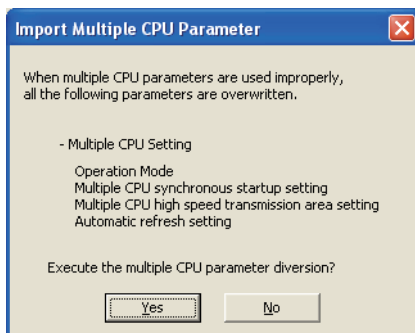 Import Multiple CPU Parameter
When multiple CPU parameters are used improperly,
all the following parameters are overwritten.
- Multiple CPU Setting
Operation Mode
Multiple CPU synchronous startup setting
Multiple CPU high speed transmission area setting
Automatic refresh setting
Execute the multiple CPU parameter diversion?
Yes No